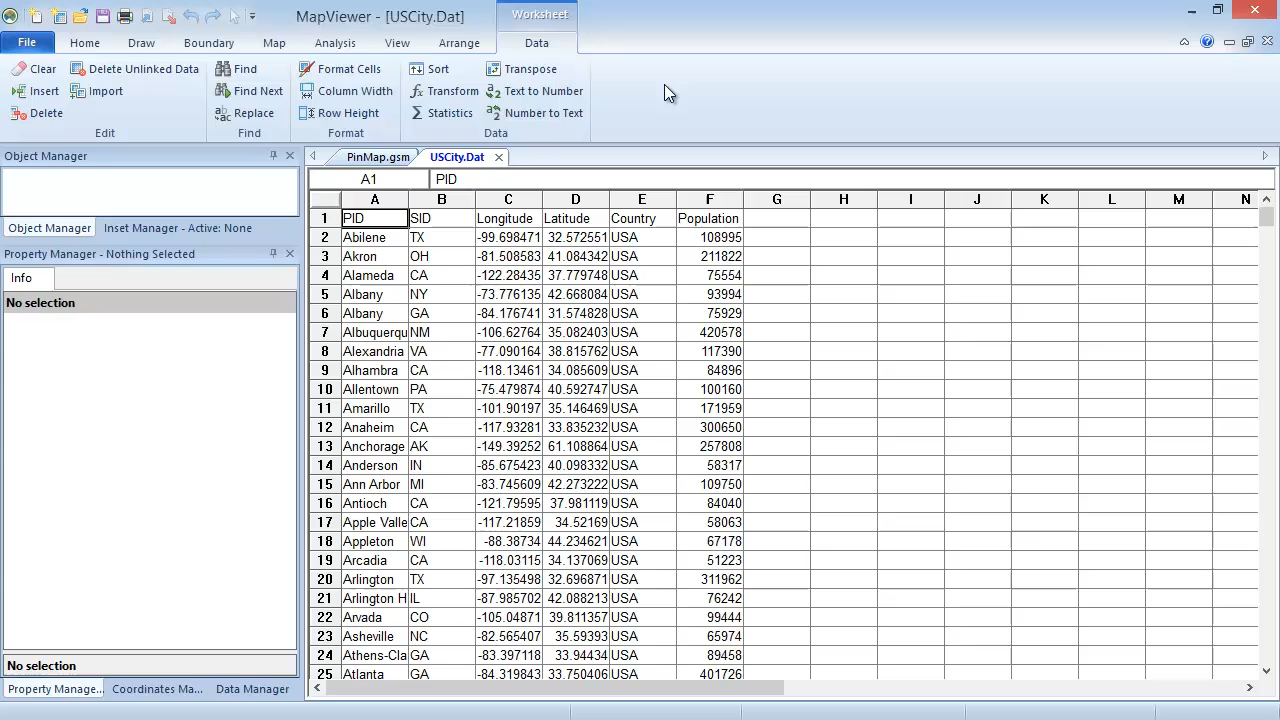 MapViewer - [USCity.Dat]
Worksheet
File Home Draw Boundary Map Analysis View Arrange Data
Clear Delete Unlinked Data Find Format Cells Sort Transpose
Insert Import Find Next Column Width Transform Text to Number
Delete Replace Row Height Statistics Number to Text
Edit Find Format Data
Object Manager
PinMap.gsm USCity.Dat
A1 PID
Object Manager Inset Manager - Active: None
Property Manager - Nothing Selected
Info
No selection
A B C D E F G H I J K L M N
1 PID SID Longitude Latitude Country Population
2 Abilene TX -99.698471 32.572551 USA 108995
3 Akron OH -81.508583 41.084342 USA 211822
4 Alameda CA -122.28435 37.779748 USA 75554
5 Albany NY -73.776135 42.668084 USA 93994
6 Albany GA -84.176741 31.574828 USA 75929
7 Albuquerqu NM -106.62764 35.082403 USA 420578
8 Alexandria VA -77.090164 38.815762 USA 117390
9 Alhambra CA -118.13461 34.085609 USA 84896
10 Allentown PA -75.479874 40.592747 USA 100160
11 Amarillo TX -101.90197 35.146469 USA 171959
12 Anaheim CA -117.93281 33.835232 USA 300650
13 Anchorage AK -149.39252 61.108864 USA 257808
14 Anderson IN -85.675423 40.098332 USA 58317
15 Ann Arbor MI -83.745609 42.273222 USA 109750
16 Antioch CA -121.79595 37.981119 USA 84040
17 Apple Valle CA -117.21859 34.52169 USA 58063
18 Appleton WI -88.38734 44.234621 USA 67178
19 Arcadia CA -118.03115 34.137069 USA 51223
20 Arlington TX -97.135498 32.696871 USA 311962
21 Arlington H IL -87.985702 42.088213 USA 76242
22 Arvada CO -105.04871 39.811357 USA 99444
23 Asheville NC -82.565407 35.59393 USA 65974
24 Athens-Cla GA -83.397118 33.94434 USA 89458
25 Atlanta GA -84.319843 33.750406 USA 401726
No selection
Property Manage... Coordinates Ma... Data Manager